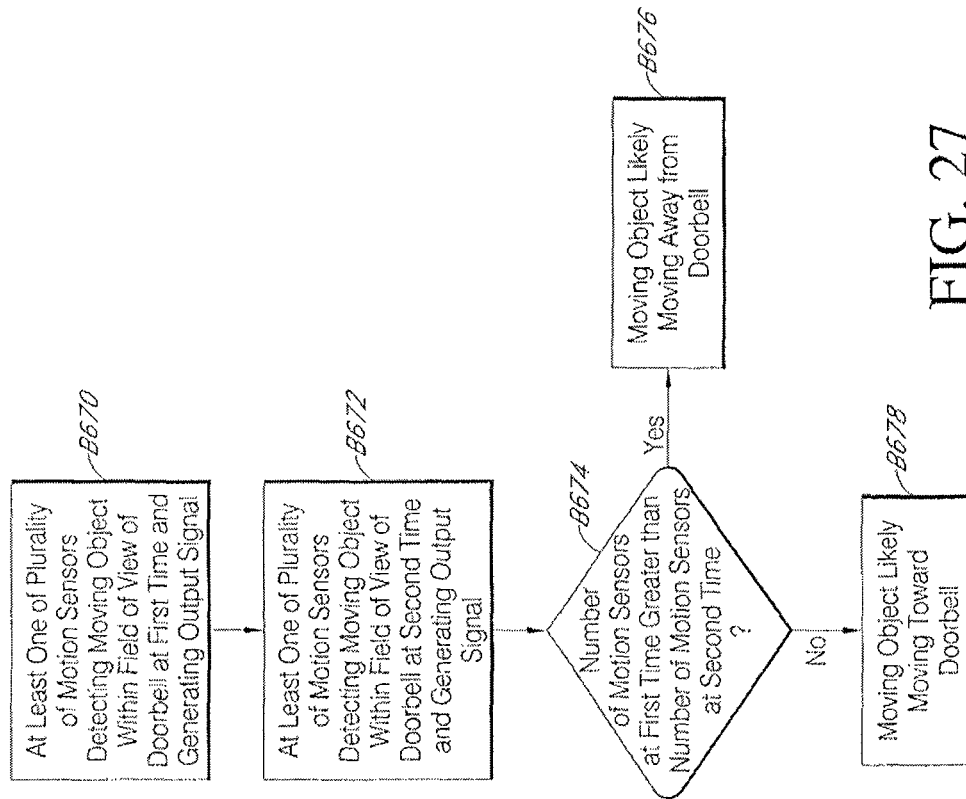 At Least One of Plurality
of Motion Sensors
Detecting Moving Object
Within Field of View of
Doorbell at First Time and
Generating Output Signal
B670
At Least One of Plurality
of Motion Sensors
Detecting Moving Object
Within Field of View of
Doorbell at Second Time
and Generating Output
Signal
B672
Number
of Motion Sensors
at First Time Greater than
Number of Motion Sensors
at Second Time
?
B674
Yes
Moving Object Likely
Moving Away from
Doorbell
B676
No
Moving Object Likely
Moving Toward
Doorbell
B678
FIG. 27